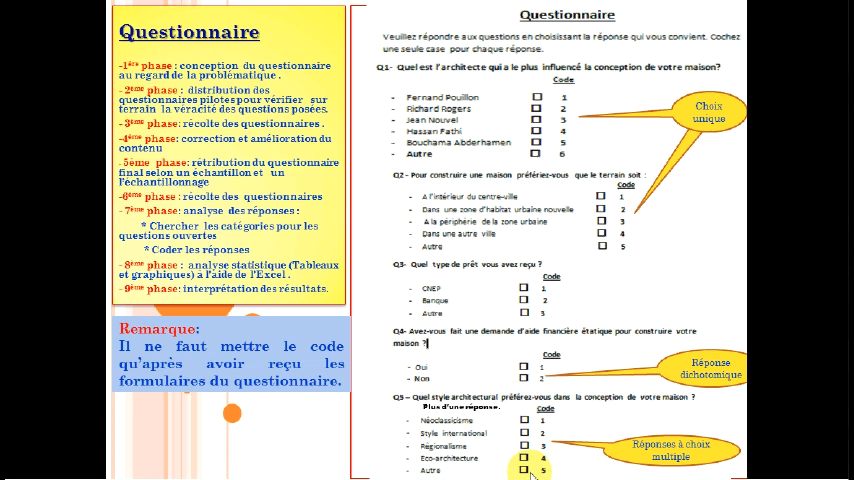 Questionnaire
-1ère phase : conception du questionnaire
au regard de la problématique .
- 2ème phase : distribution des
questionnaires pilotes pour vérifier sur
terrain la véracité des questions posées.
- 3ème phase: récolte des questionnaires .
-4ème phase: correction et amélioration du
contenu
- 5ème phase: rétribution du questionnaire
final selon un échantillon et un
l'échantillonnage
-6ème phase : récolte des questionnaires
- 7ème phase: analyse des réponses :
* Chercher les catégories pour les
questions ouvertes
* Coder les réponses
- 8ème phase : analyse statistique (Tableaux
et graphiques) à l'aide de l'Excel .
- 9ème phase: interprétation des résultats.
Remarque:
Il ne faut mettre le code
qu'après avoir reçu les
formulaires du questionnaire.
Questionnaire
Veuillez répondre aux questions en choisissant la réponse qui vous convient. Cochez
une seule case pour chaque réponse.
Q1- Quel est l'architecte qui a le plus influencé la conception de votre maison?
Code
- Fernand Pouillon 1
- Richard Rogers 2
- Jean Nouvel 3
- Hassan Fathi 4
- Bouchama Abderhamen 5
- Autre 6
Choix
unique
Q2 - Pour construire une maison préfériez-vous que le terrain soit :
Code
- A l'intérieur du centre-ville 1
- Dans une zone d'habitat urbaine nouvelle 2
- A la périphérie de la zone urbaine 3
- Dans une autre ville 4
- Autre 5
Q3- Quel type de prêt vous avez reçu ?
Code
- CNEP 1
- Banque 2
- Autre 3
Q4- Avez-vous fait une demande d'aide financière étatique pour construire votre
maison ?
Code
- Oui 1
- Non 2
Réponse
dichotomique
Q5 – Quel style architectural préférez-vous dans la conception de votre maison ?
Plus d'une réponse.
Code
- Néoclassicisme 1
- Style international 2
- Régionalisme 3
- Eco-architecture 4
- Autre 5
Réponses à choix
multiple